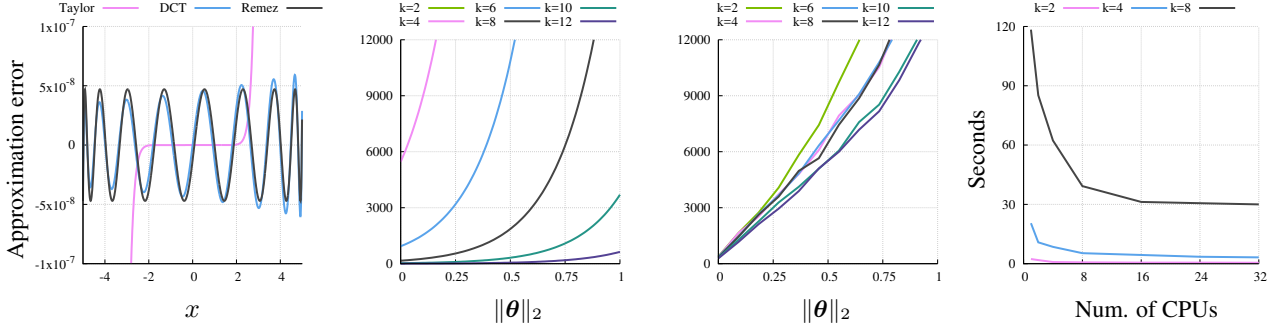 Taylor DCT Remez
Approximation error
1x10⁻⁷
5x10⁻⁸
0
-5x10⁻⁸
-1x10⁻⁷
-4 -2 0 2 4
x
k=2 k=6 k=10
k=4 k=8 k=12
12000
9000
6000
3000
0
0 0.25 0.5 0.75 1
‖θ‖₂
k=2 k=6 k=10
k=4 k=8 k=12
12000
9000
6000
3000
0
0 0.25 0.5 0.75 1
‖θ‖₂
k=2 k=4 k=8
Seconds
120
90
60
30
0
0 8 16 24 32
Num. of CPUs